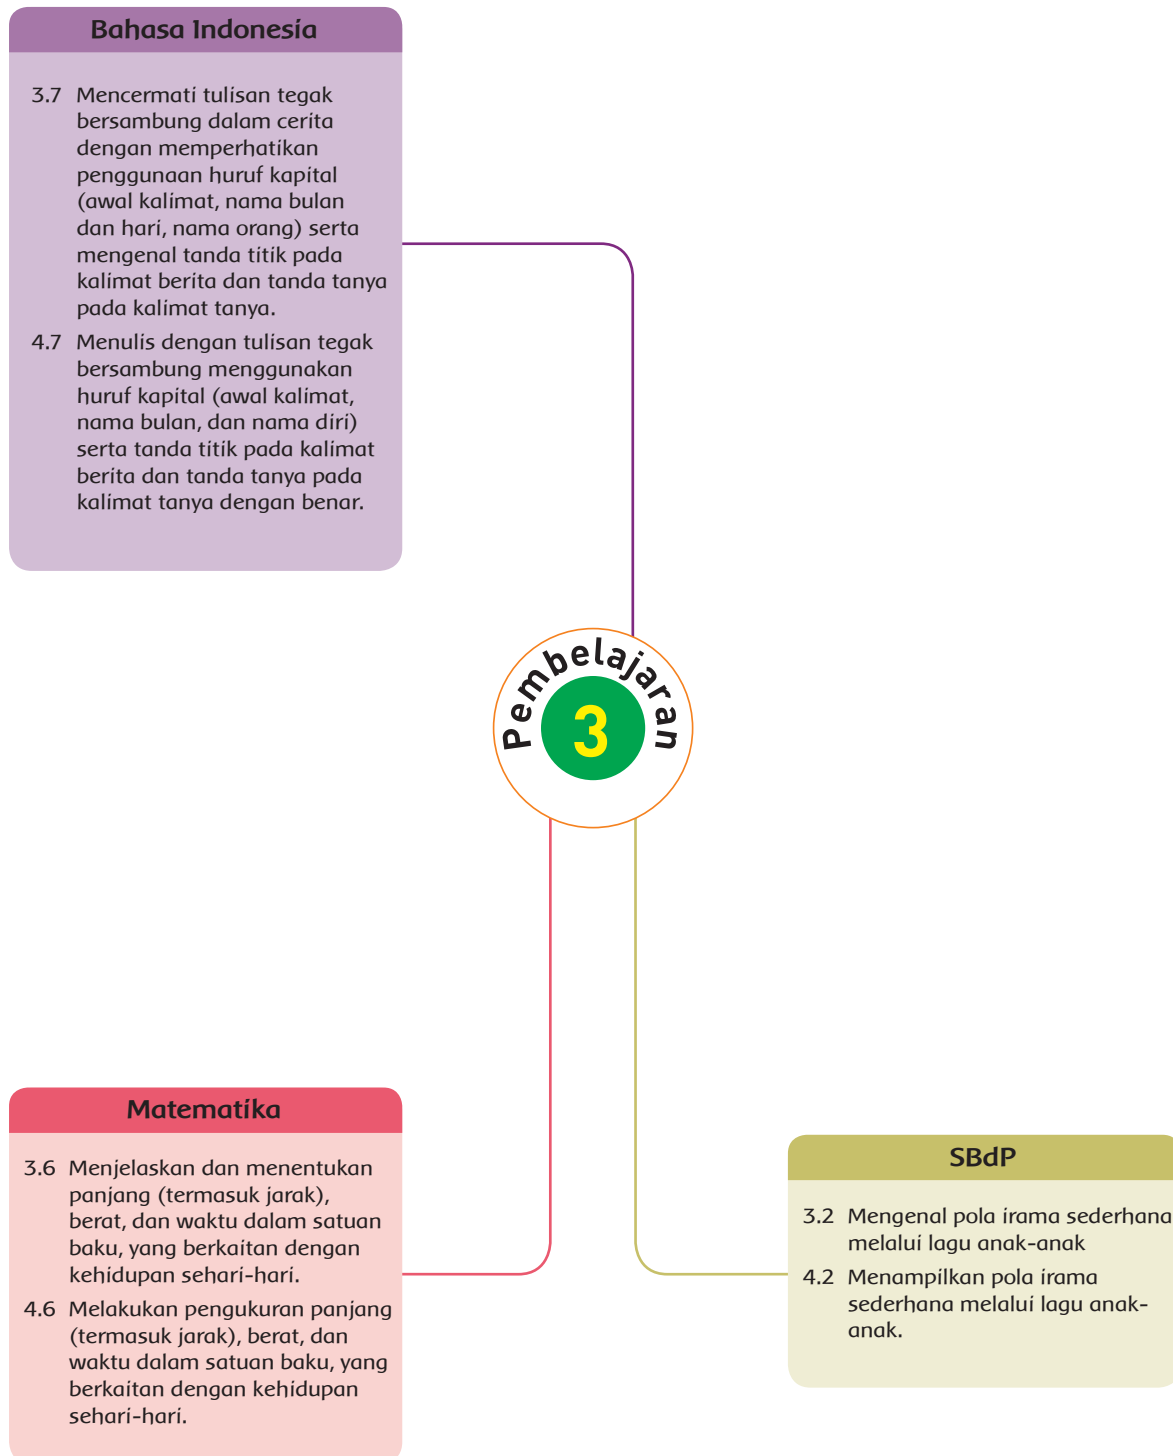 Bahasa Indonesia
3.7 Mencermati tulisan tegak
bersambung dalam cerita
dengan memperhatikan
penggunaan huruf kapital
(awal kalimat, nama bulan
dan hari, nama orang) serta
mengenal tanda titik pada
kalimat berita dan tanda tanya
pada kalimat tanya.
4.7 Menulis dengan tulisan tegak
bersambung menggunakan
huruf kapital (awal kalimat,
nama bulan, dan nama diri)
serta tanda titik pada kalimat
berita dan tanda tanya pada
kalimat tanya dengan benar.
Pembelajaran
3
Matematika
3.6 Menjelaskan dan menentukan
panjang (termasuk jarak),
berat, dan waktu dalam satuan
baku, yang berkaitan dengan
kehidupan sehari-hari.
4.6 Melakukan pengukuran panjang
(termasuk jarak), berat, dan
waktu dalam satuan baku, yang
berkaitan dengan kehidupan
sehari-hari.
SBdP
3.2 Mengenal pola irama sederhana
melalui lagu anak-anak
4.2 Menampilkan pola irama
sederhana melalui lagu anak-
anak.